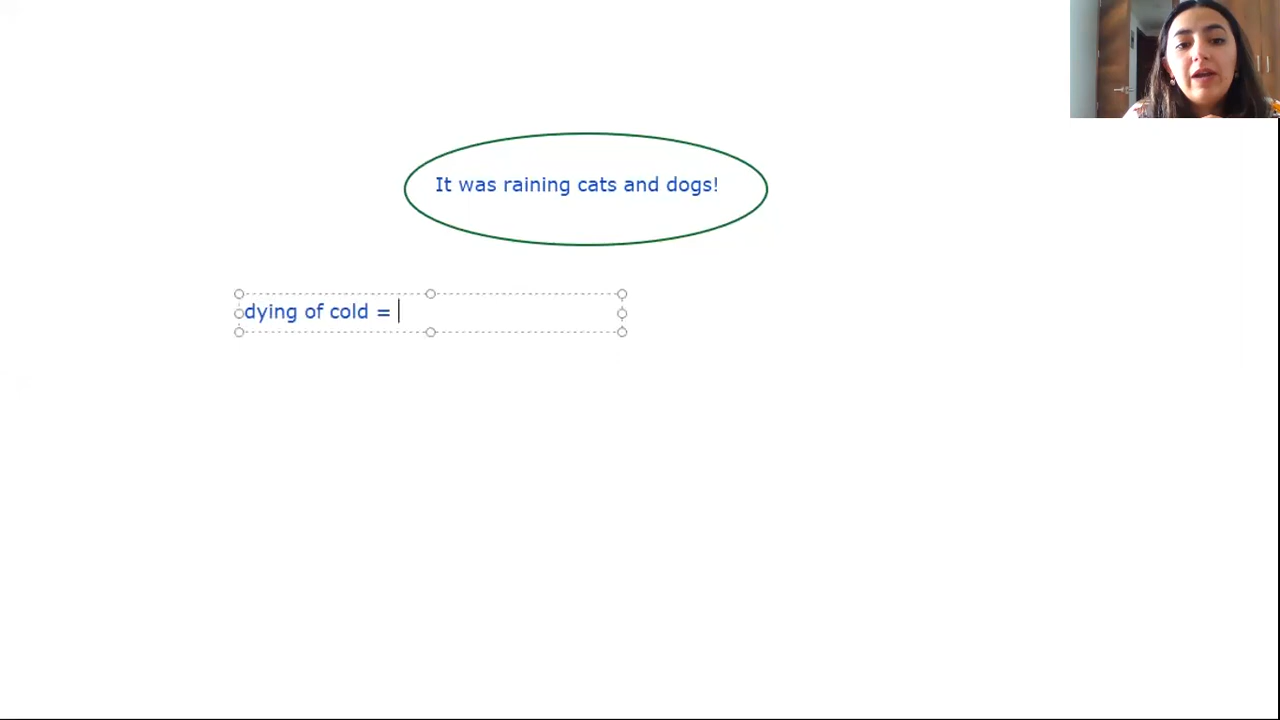 It was raining cats and dogs!
dying of cold =